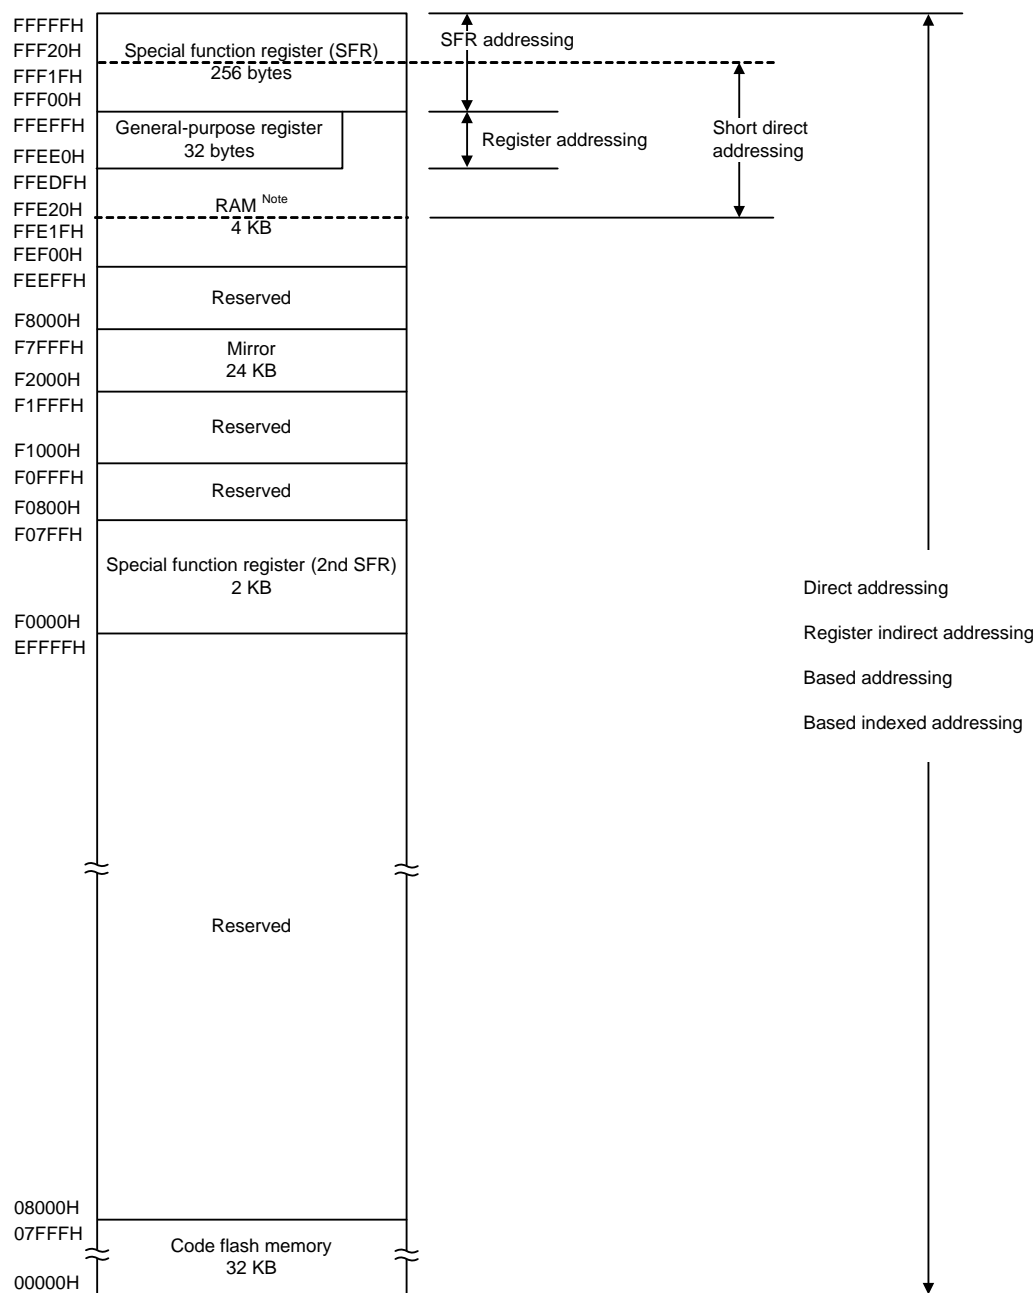 FFFFFH
FFF20H
FFF1FH
FFF00H
FFEFFH
FFEE0H
FFEDFH
FFE20H
FFE1FH
FEF00H
FEEFFH
F8000H
F7FFFH
F2000H
F1FFFH
F1000H
F0FFFH
F0800H
F07FFH
F0000H
EFFFFH
08000H
07FFFH
00000H
Special function register (SFR)
256 bytes
General-purpose register
32 bytes
RAM Note
4 KB
Reserved
Mirror
24 KB
Reserved
Reserved
Special function register (2nd SFR)
2 KB
Reserved
Code flash memory
32 KB
SFR addressing
Register addressing
Short direct
addressing
Direct addressing
Register indirect addressing
Based addressing
Based indexed addressing